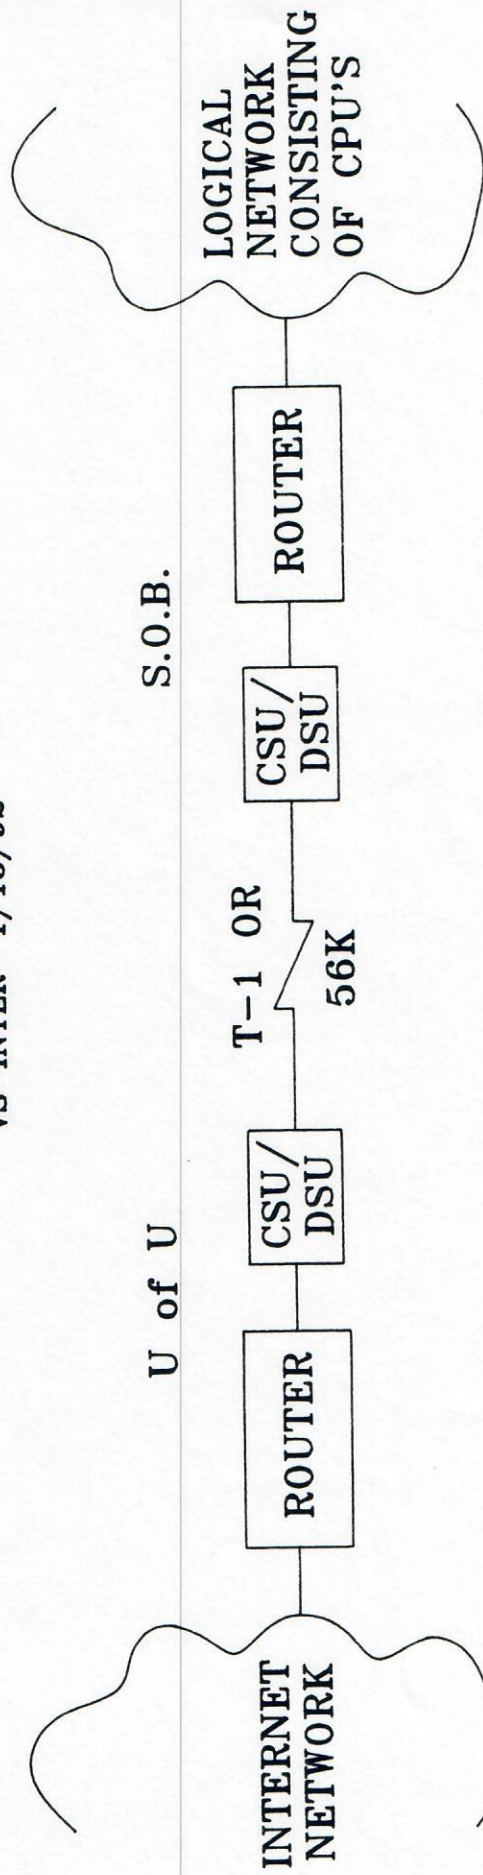 U of U
S.O.B.
INTERNET
NETWORK
ROUTER
CSU/
DSU
T-1 OR
56K
CSU/
DSU
ROUTER
LOGICAL
NETWORK
CONSISTING
OF CPU'S